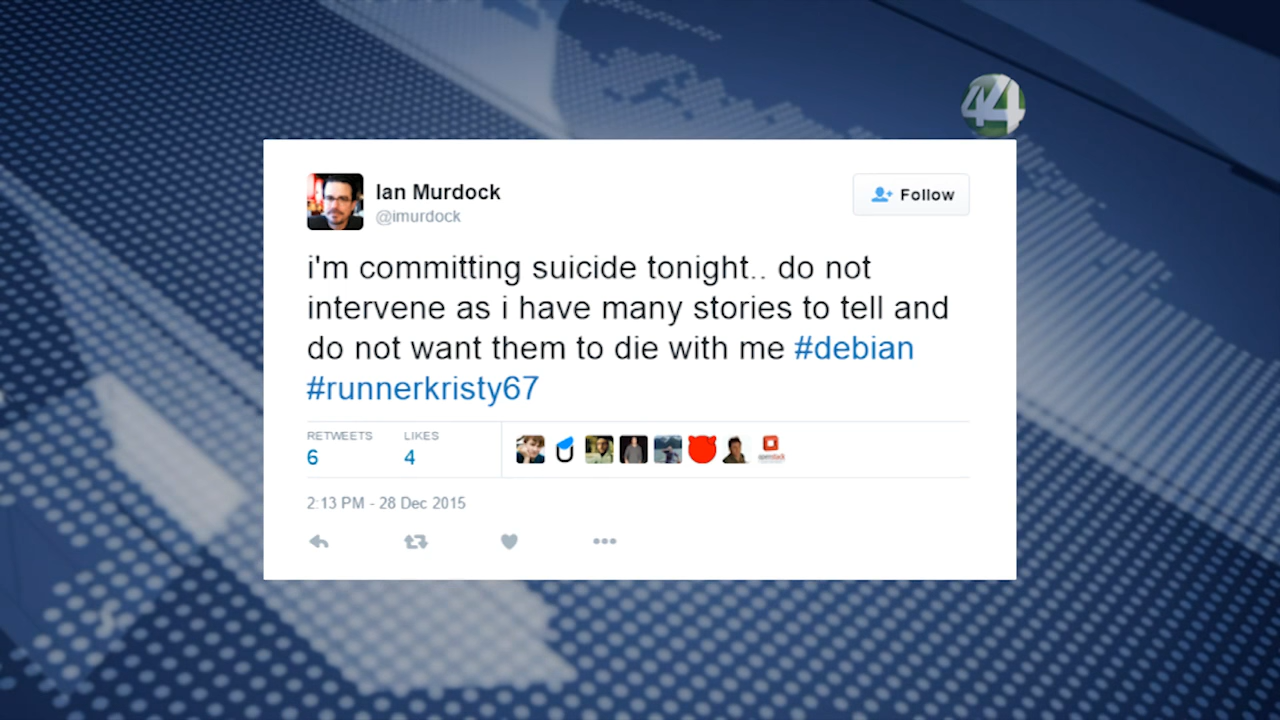 44
Ian Murdock
@imurdock
Follow
i'm committing suicide tonight.. do not
intervene as i have many stories to tell and
do not want them to die with me #debian
#runnerkristy67
RETWEETS LIKES
6 4
openstack
2:13 PM - 28 Dec 2015